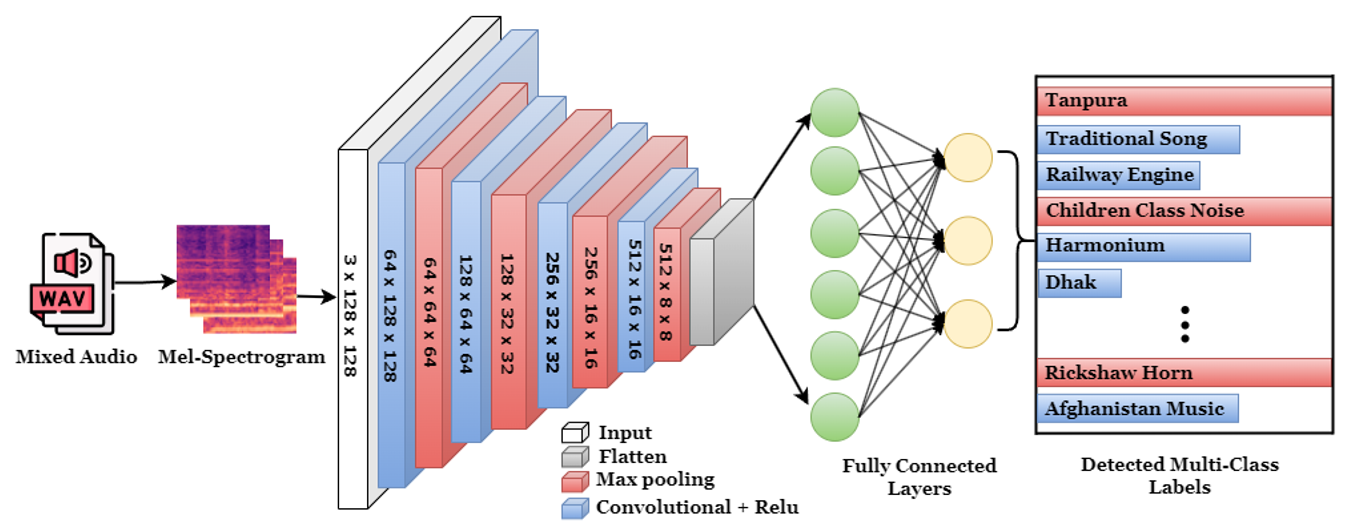 WAV
Mixed Audio
Mel-Spectrogram
3 x 128 x 128
64 x 128 x 128
64 x 64 x 64
128 x 64 x 64
128 x 32 x 32
256 x 32 x 32
256 x 16 x 16
512 x 16 x 16
512 x 8 x 8
Input
Flatten
Max pooling
Convolutional + Relu
Fully Connected
Layers
Tanpura
Traditional Song
Railway Engine
Children Class Noise
Harmonium
Dhak
Rickshaw Horn
Afghanistan Music
Detected Multi-Class
Labels